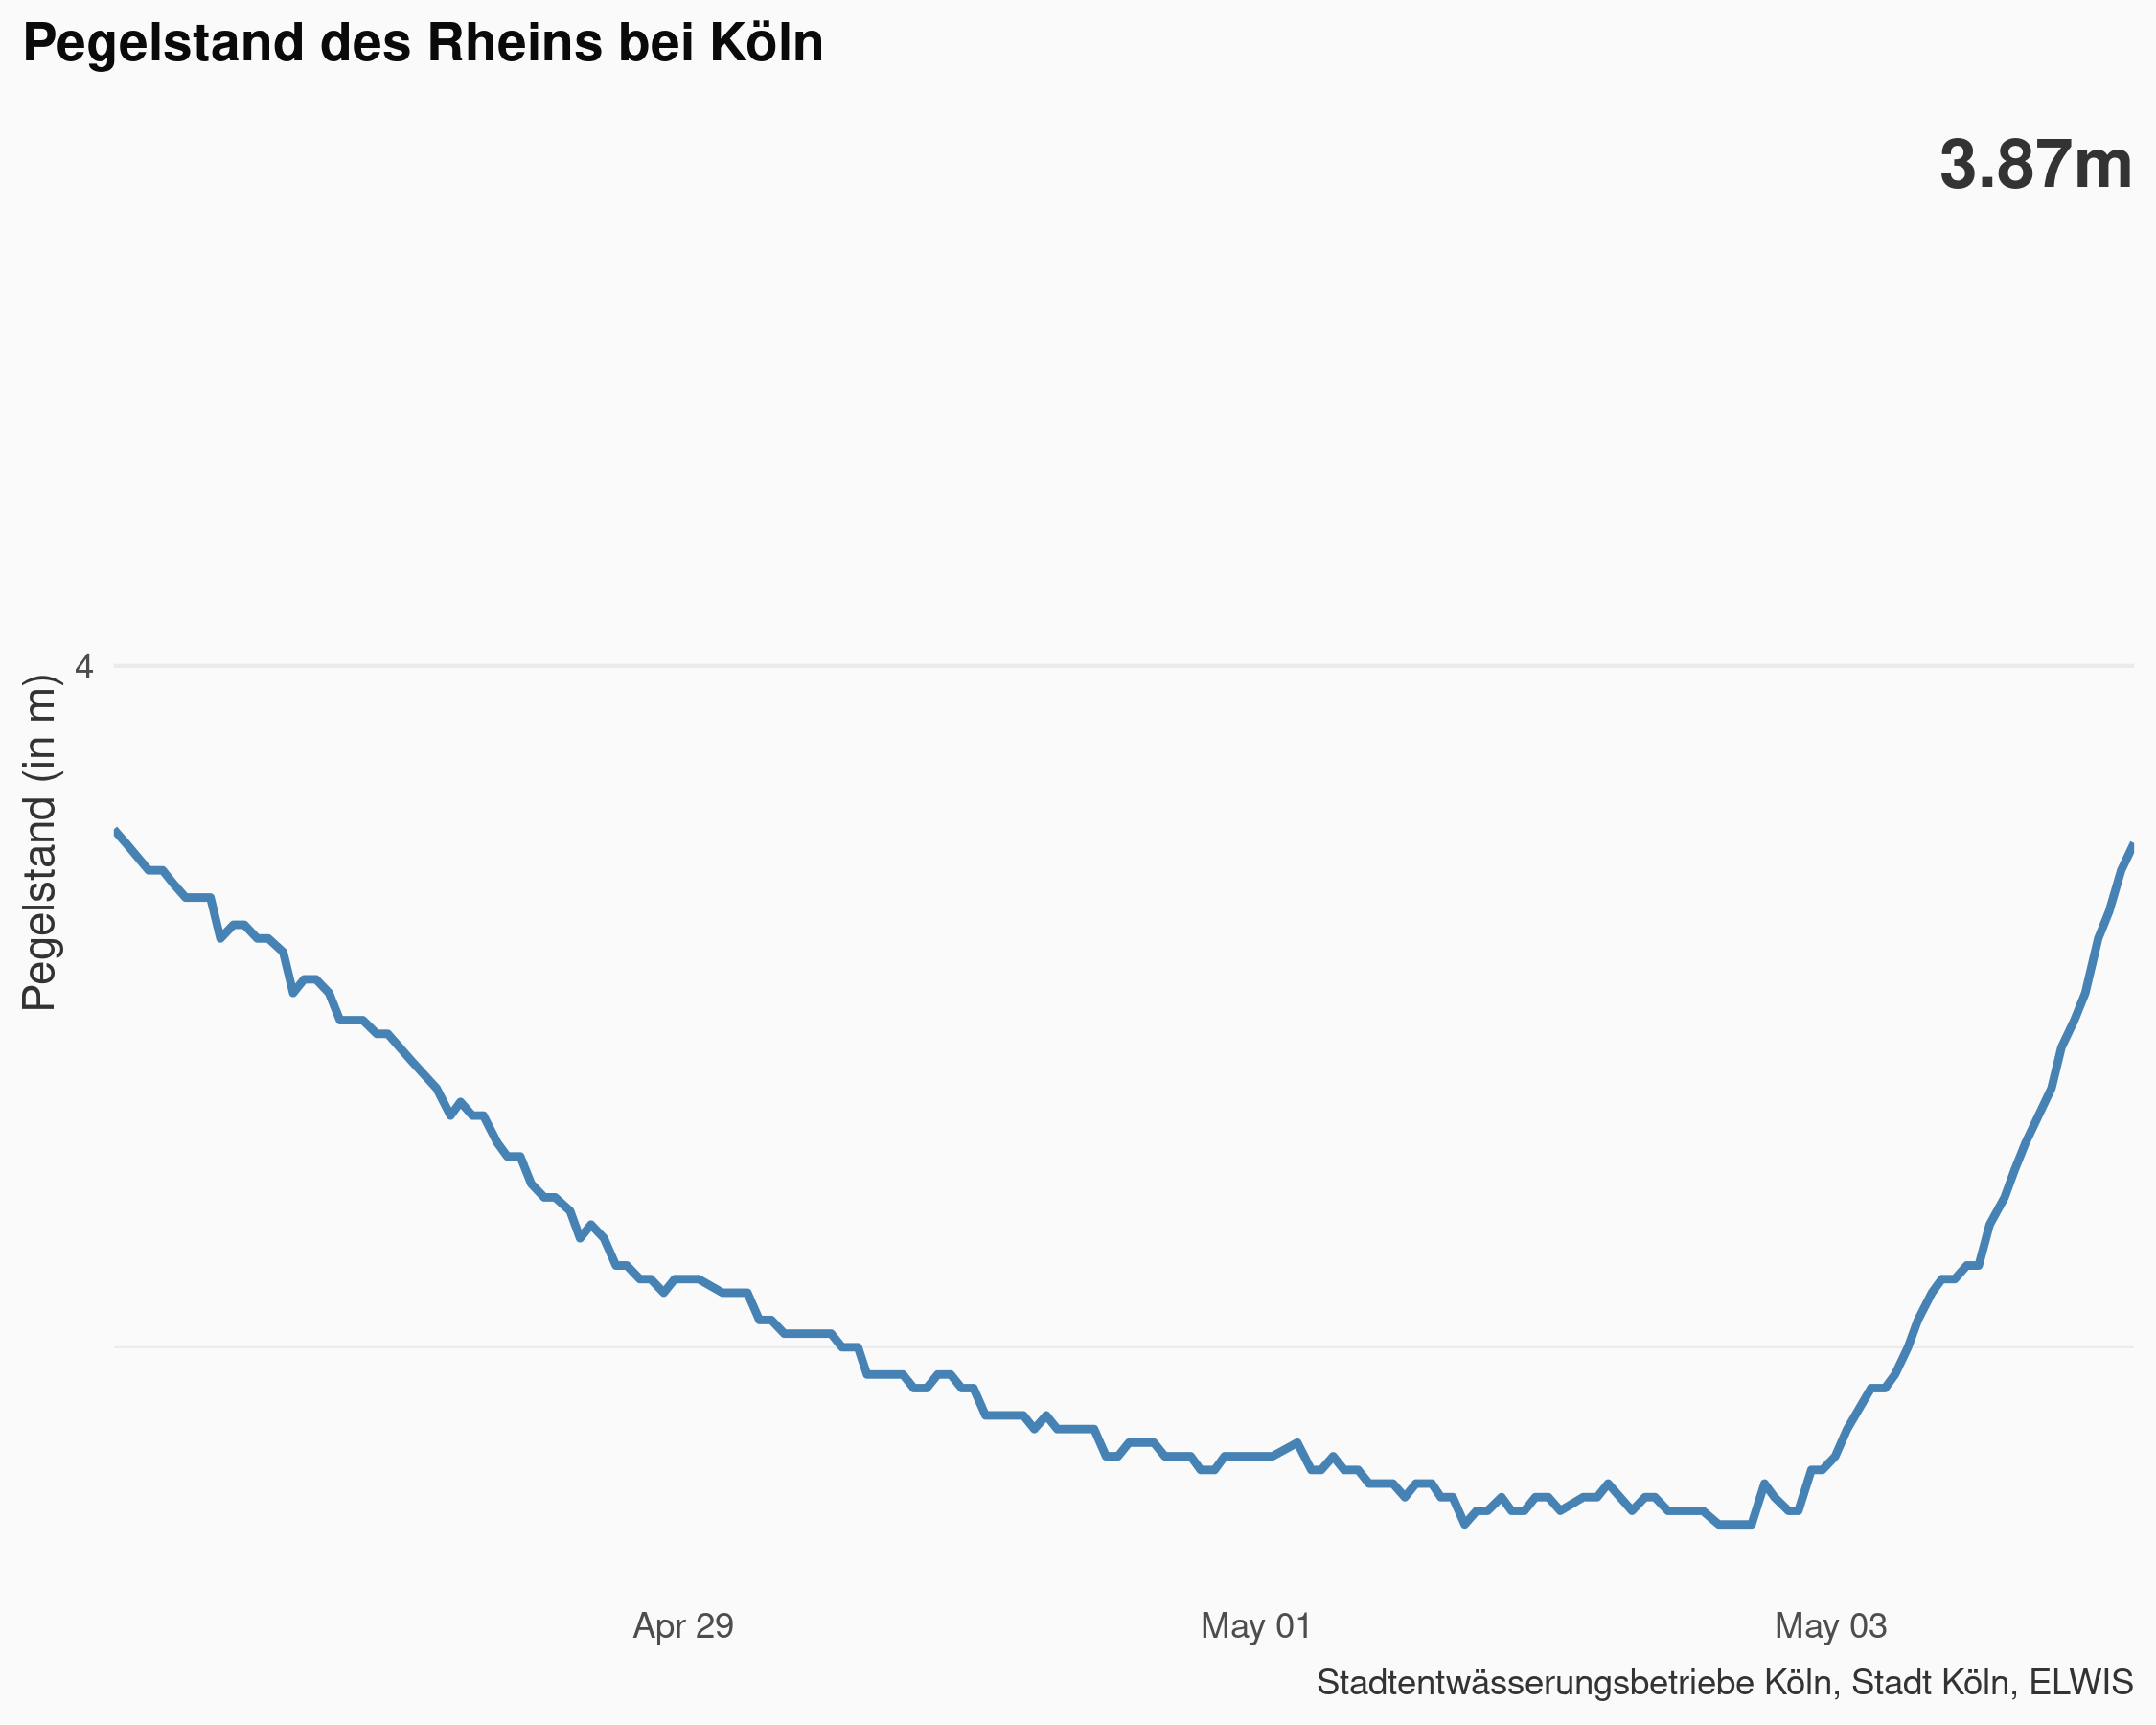 Pegelstand des Rheins bei Köln
3.87m
Pegelstand (in m)
4
Apr 29
May 01
May 03
Stadtentwässerungsbetriebe Köln, Stadt Köln, ELWIS